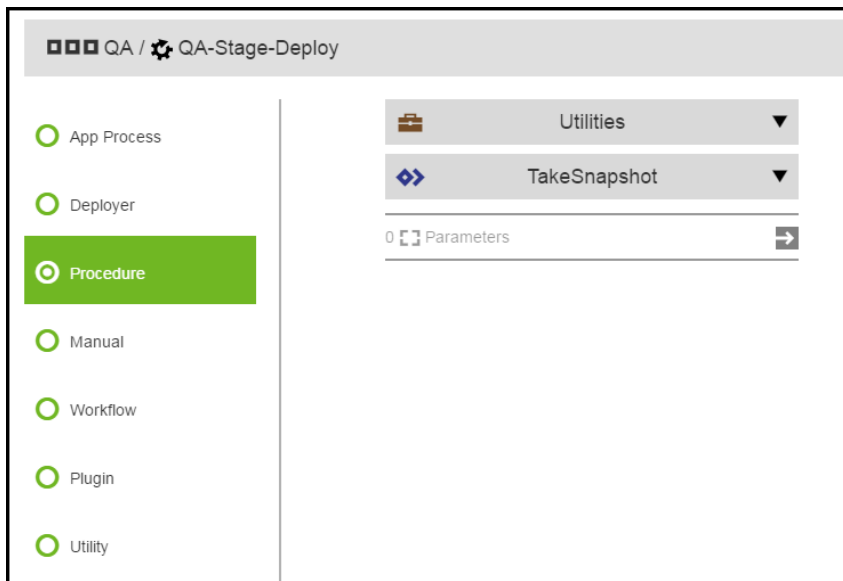 QA / QA-Stage-Deploy
App Process
Deployer
Procedure
Manual
Workflow
Plugin
Utility
Utilities
TakeSnapshot
0 Parameters